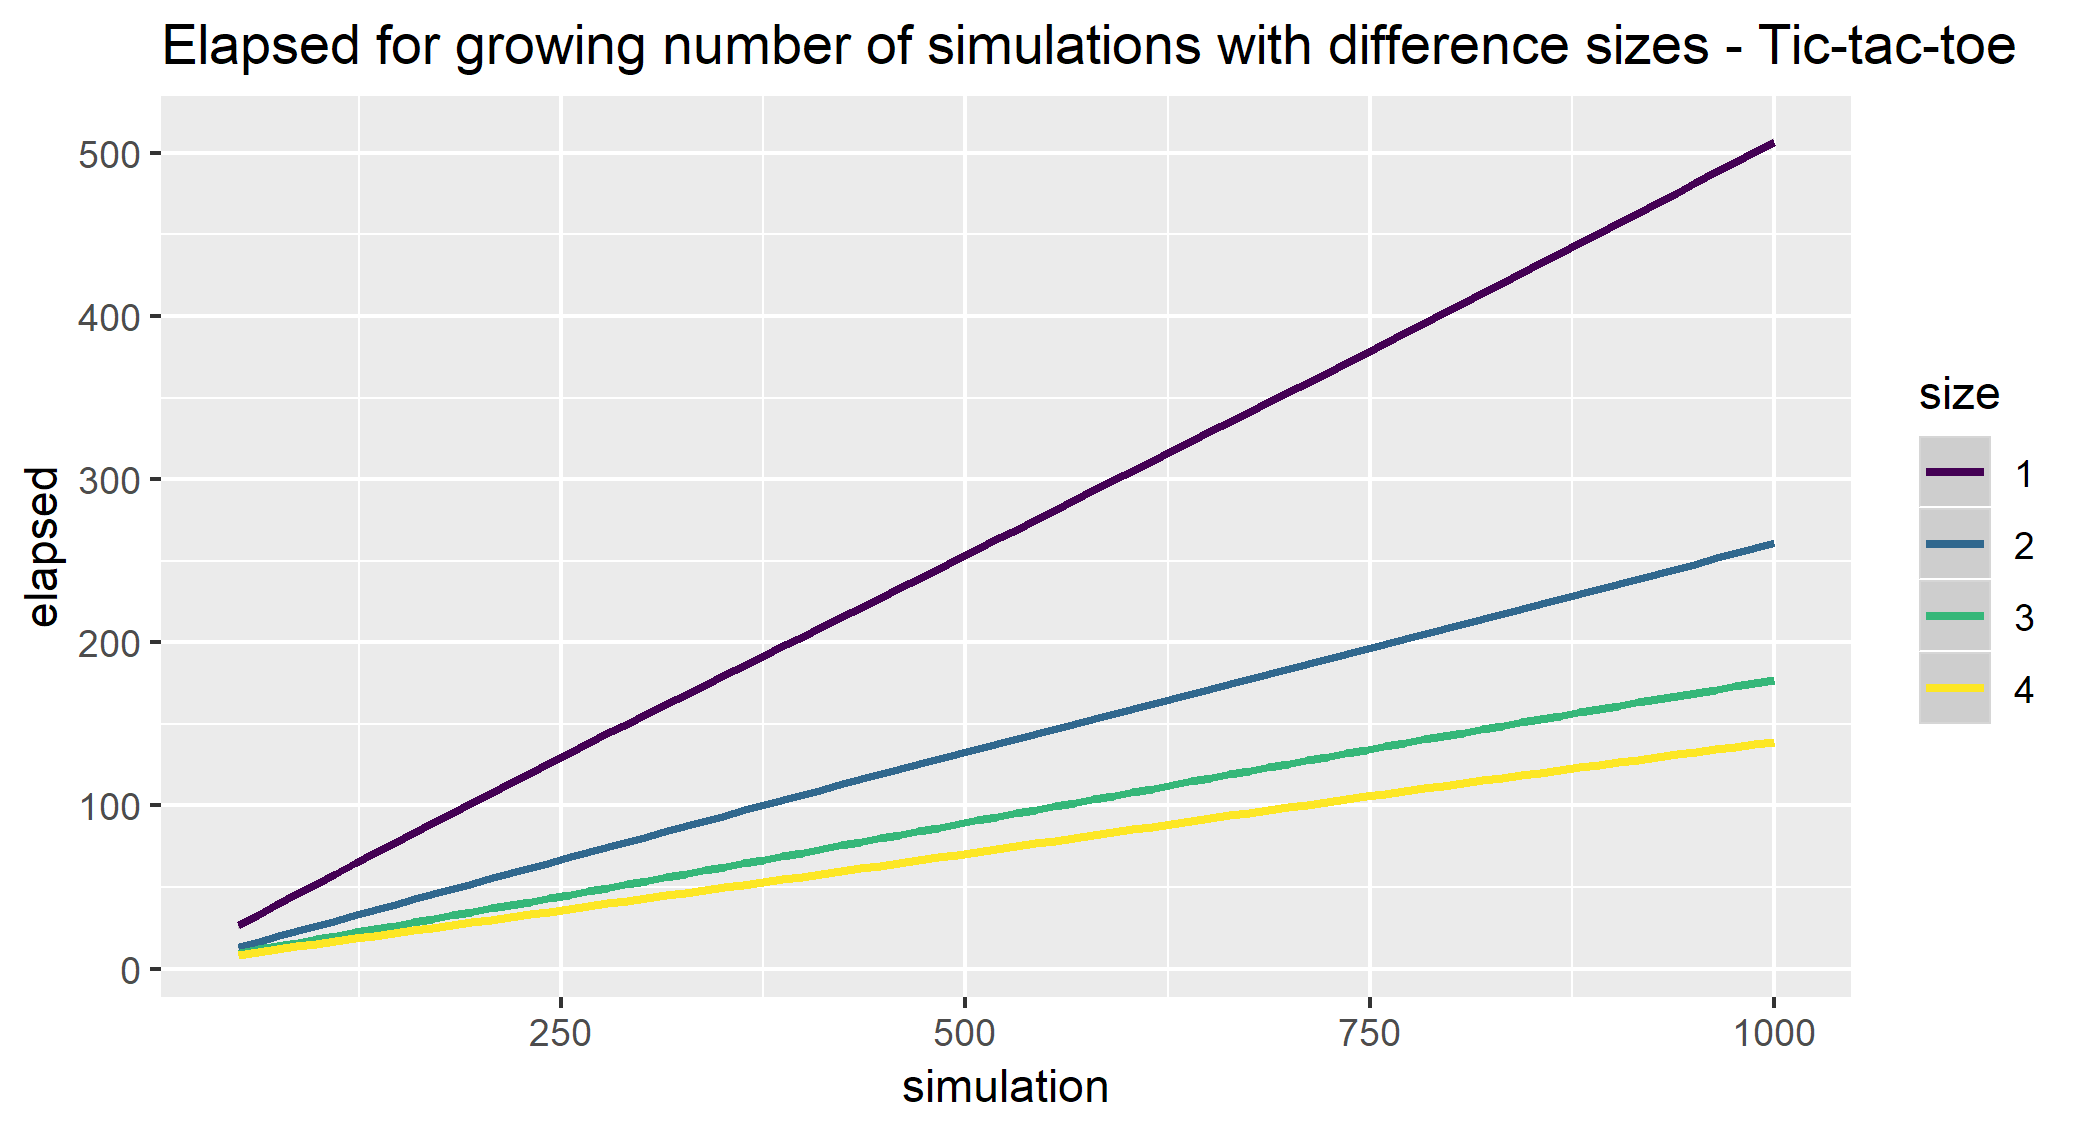 Elapsed for growing number of simulations with difference sizes - Tic-tac-toe
500
400
300
200
100
0
elapsed
250 500 750 1000
simulation
size
1
2
3
4